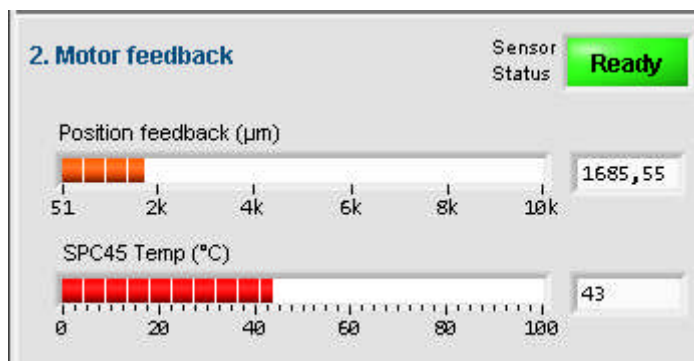 2. Motor feedback
Sensor
Status
Ready
Position feedback (µm)
1685,55
51 2k 4k 6k 8k 10k
SPC45 Temp (°C)
43
0 20 40 60 80 100